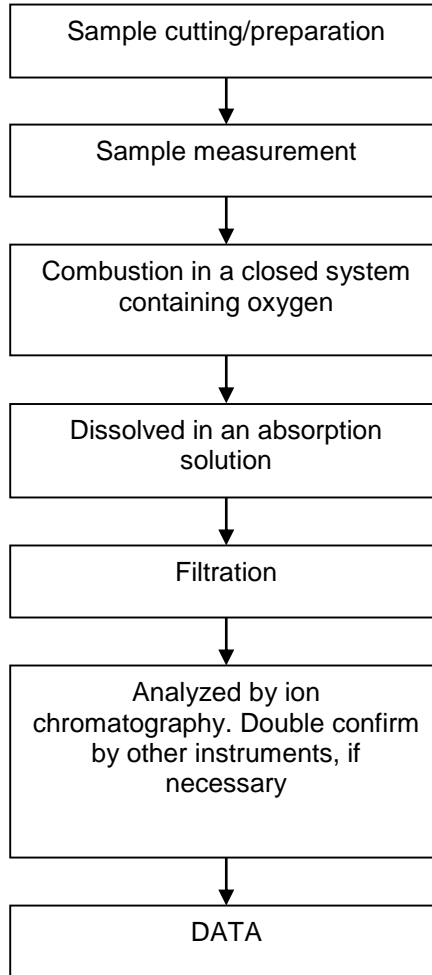 Sample cutting/preparation
Sample measurement
Combustion in a closed system
containing oxygen
Dissolved in an absorption
solution
Filtration
Analyzed by ion
chromatography. Double confirm
by other instruments, if
necessary
DATA